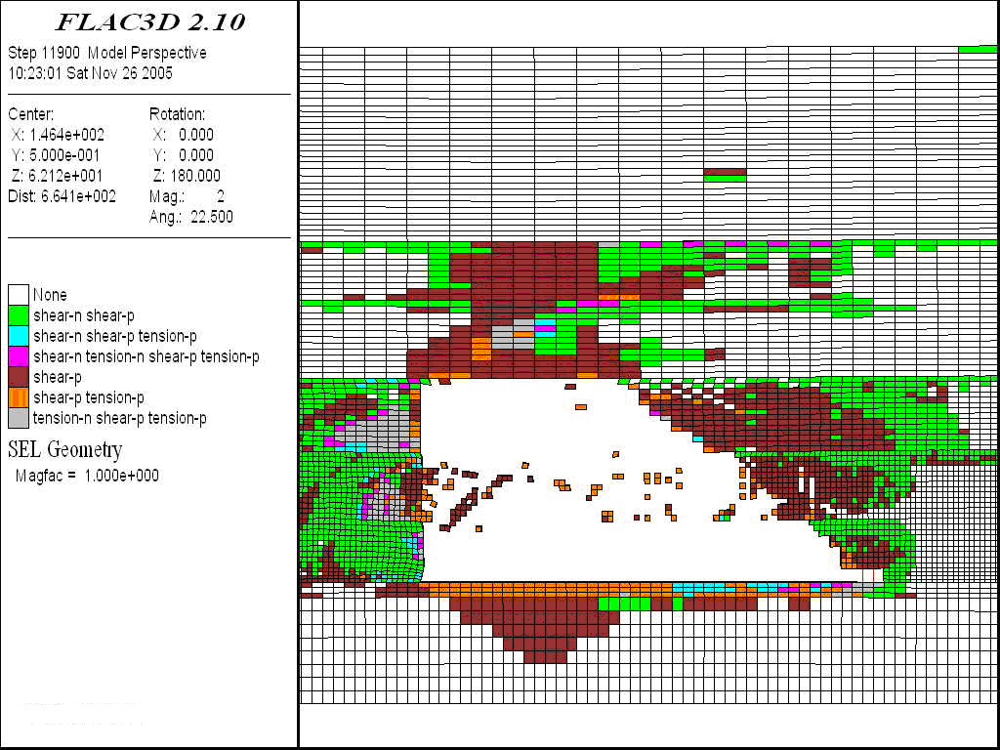 FLAC3D 2.10
Step 11900  Model Perspective
10:23:01 Sat Nov 26 2005
Center:
X: 1.464e+002
Y: 5.000e-001
Z: 6.212e+001
Dist: 6.641e+002
Rotation:
X:   0.000
Y:   0.000
Z: 180.000
Mag.:        2
Ang.:  22.500
None
shear-n shear-p
shear-n shear-p tension-p
shear-n tension-n shear-p tension-p
shear-p
shear-p tension-p
tension-n shear-p tension-p
SEL Geometry
Magfac =  1.000e+000